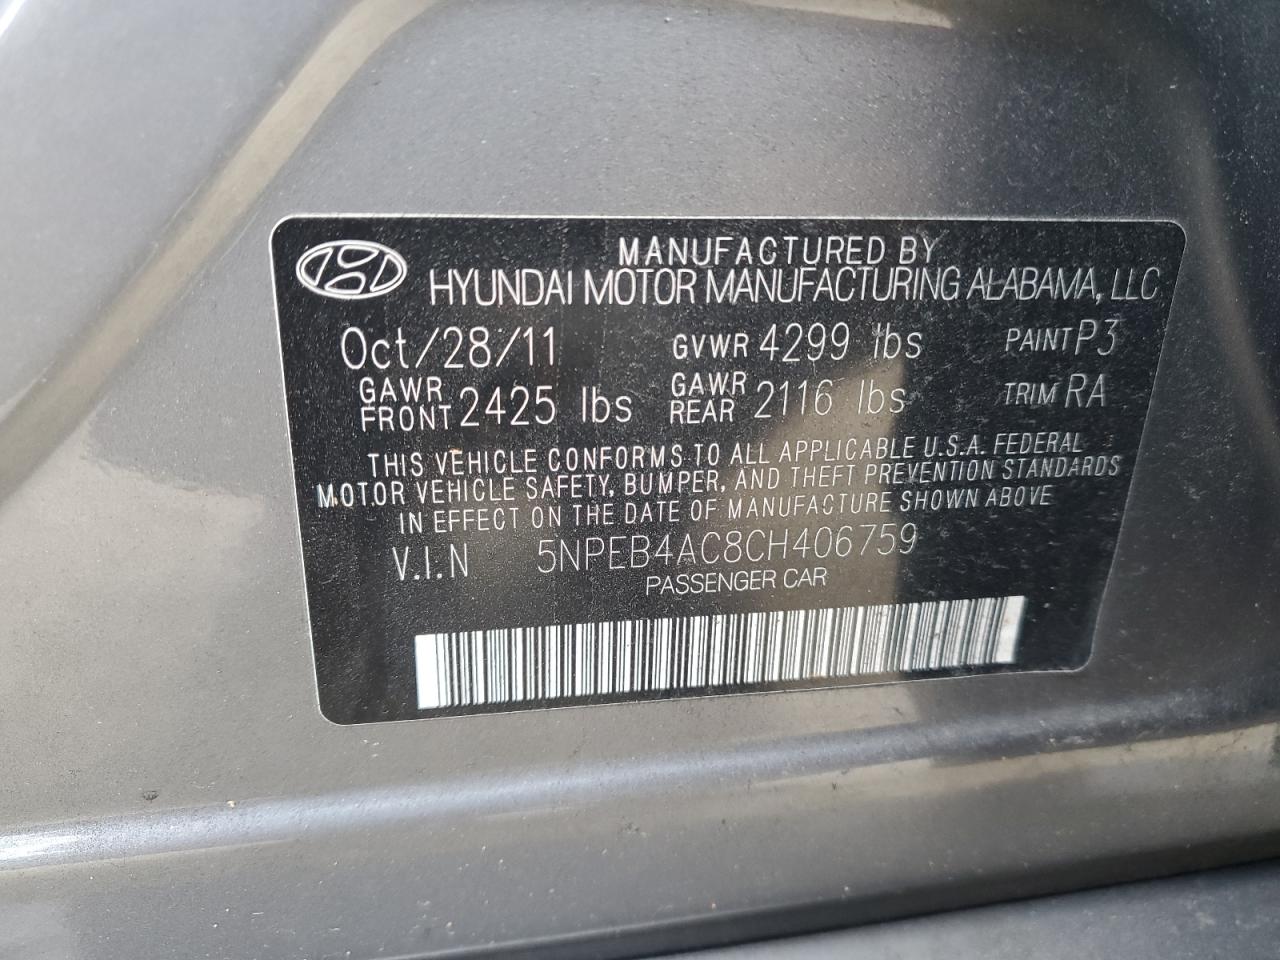 MANUFACTURED BY
HYUNDAI MOTOR MANUFACTURING ALABAMA, LLC
Oct/28/11 GVWR 4299 lbs PAINT P3
GAWR FRONT 2425 lbs GAWR REAR 2116 lbs TRIM RA
THIS VEHICLE CONFORMS TO ALL APPLICABLE U.S.A. FEDERAL
MOTOR VEHICLE SAFETY, BUMPER, AND THEFT PREVENTION STANDARDS
IN EFFECT ON THE DATE OF MANUFACTURE SHOWN ABOVE
V.I.N 5NPEB4AC8CH406759
PASSENGER CAR